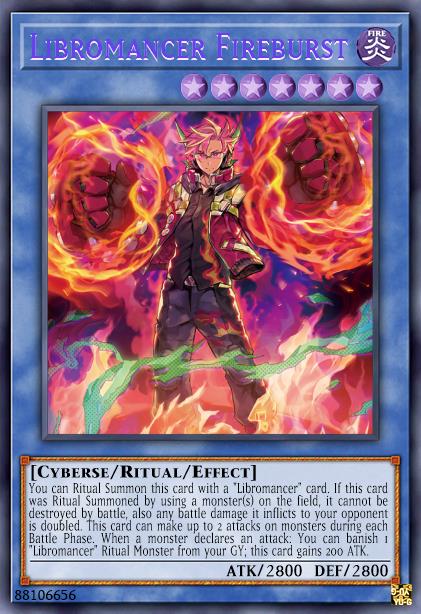 LIBROMANCER FIREBURST
FIRE
炎
[CYBERSE/RITUAL/EFFECT]
You can Ritual Summon this card with a "Libromancer" card. If this card
was Ritual Summoned by using a monster(s) on the field, it cannot be
destroyed by battle, also any battle damage it inflicts to your opponent
is doubled. This card can make up to 2 attacks on monsters during each
Battle Phase. When a monster declares an attack: You can banish 1
"Libromancer" Ritual Monster from your GY; this card gains 200 ATK.
ATK/2800 DEF/2800
88106656